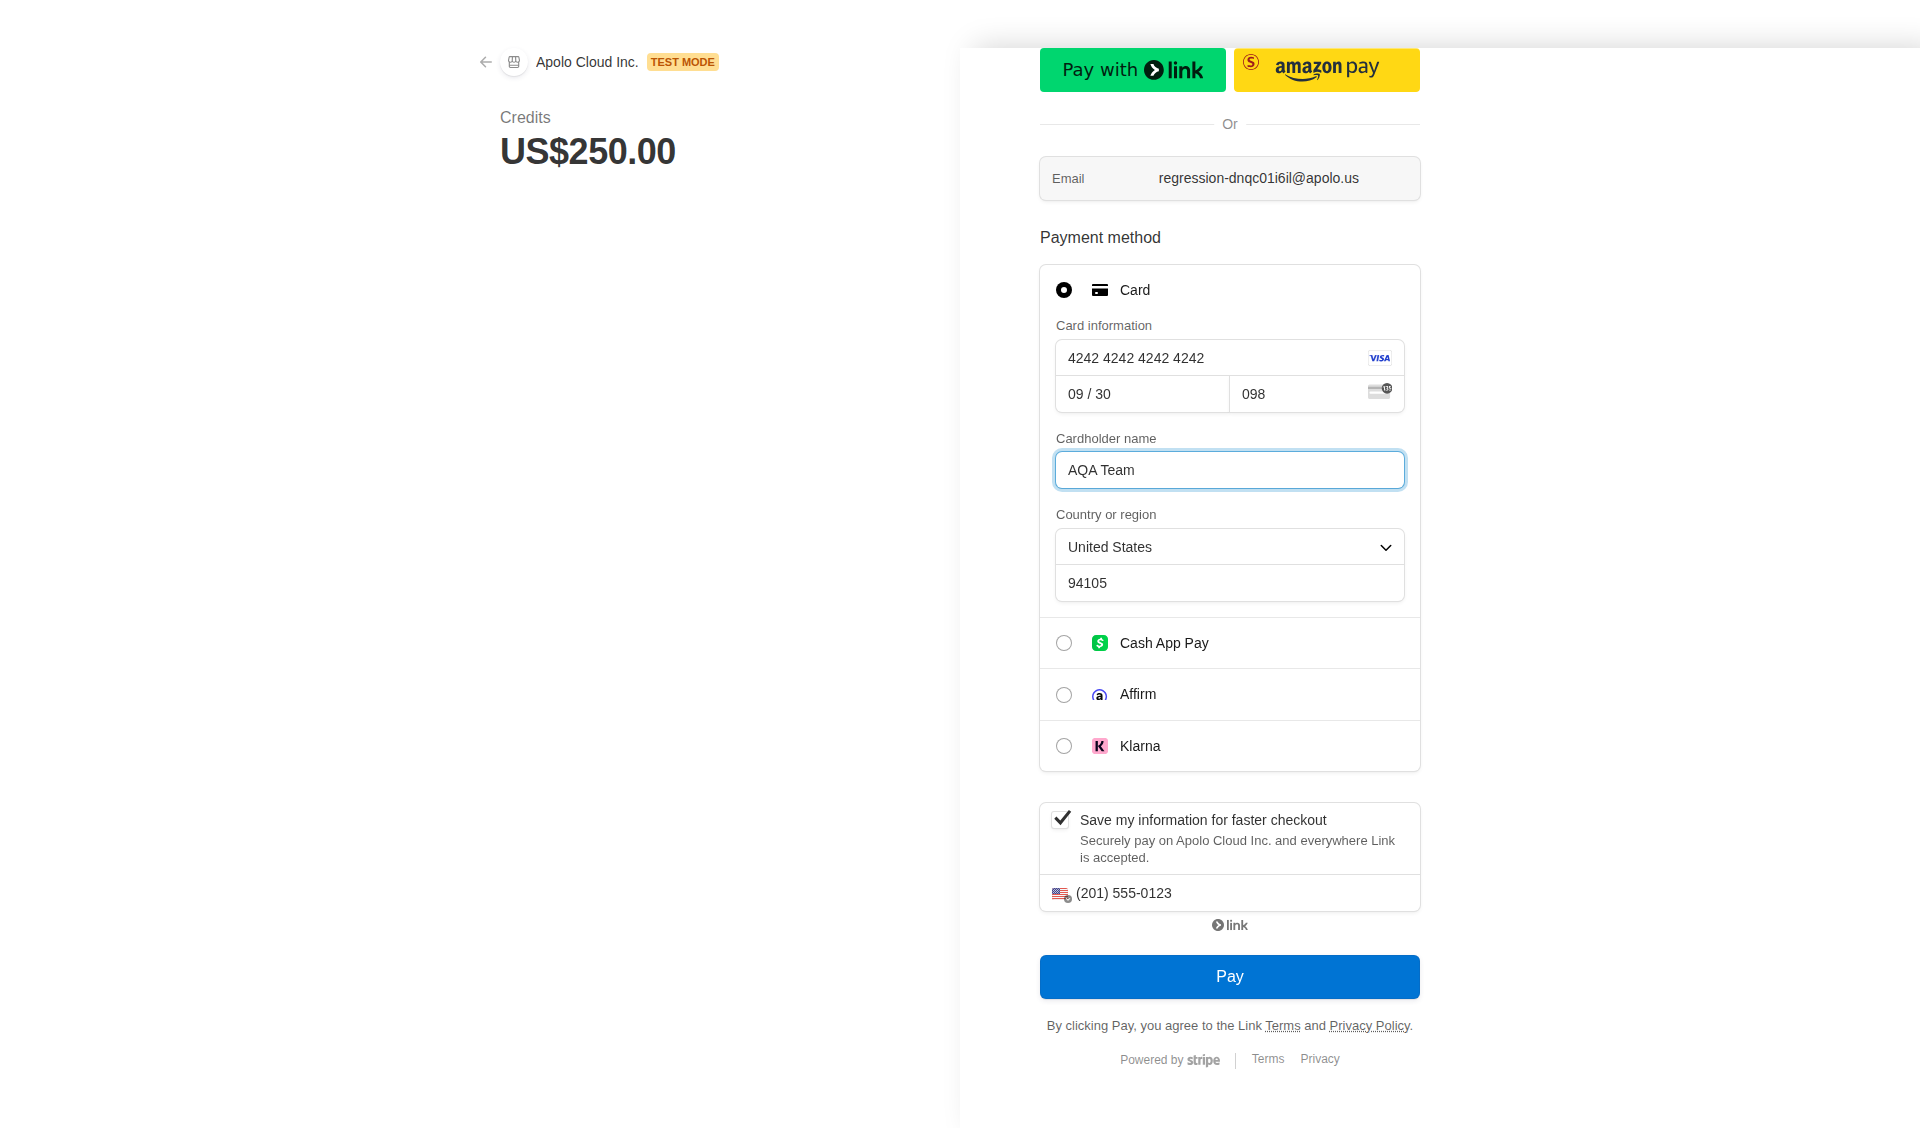 Apolo Cloud Inc. TEST MODE
Credits
US$250.00
Pay with link
amazon pay
Or
Email regression-dnqc01i6il@apolo.us
Payment method
Card
Card information
4242 4242 4242 4242 VISA
09 / 30 098
Cardholder name
AQA Team
Country or region
United States
94105
Cash App Pay
Affirm
Klarna
Save my information for faster checkout
Securely pay on Apolo Cloud Inc. and everywhere Link
is accepted.
(201) 555-0123
link
Pay
By clicking Pay, you agree to the Link Terms and Privacy Policy.
Powered by stripe Terms Privacy